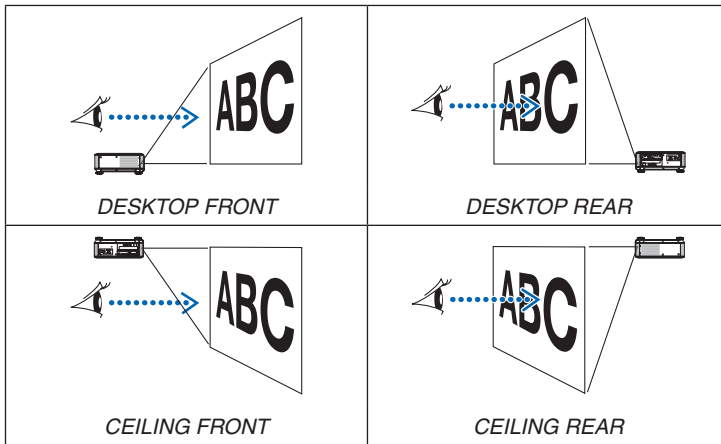 ABC
ABC
DESKTOP FRONT
DESKTOP REAR
ABC
ABC
CEILING FRONT
CEILING REAR